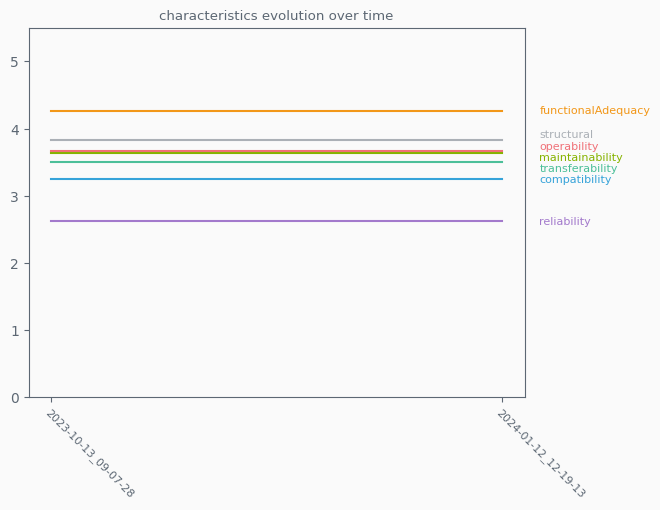 characteristics evolution over time
5
4
3
2
1
0
functionalAdequacy
structural
operability
maintainability
transferability
compatibility
reliability
2023-10-13_09-07-28
2024-01-12_12-19-13